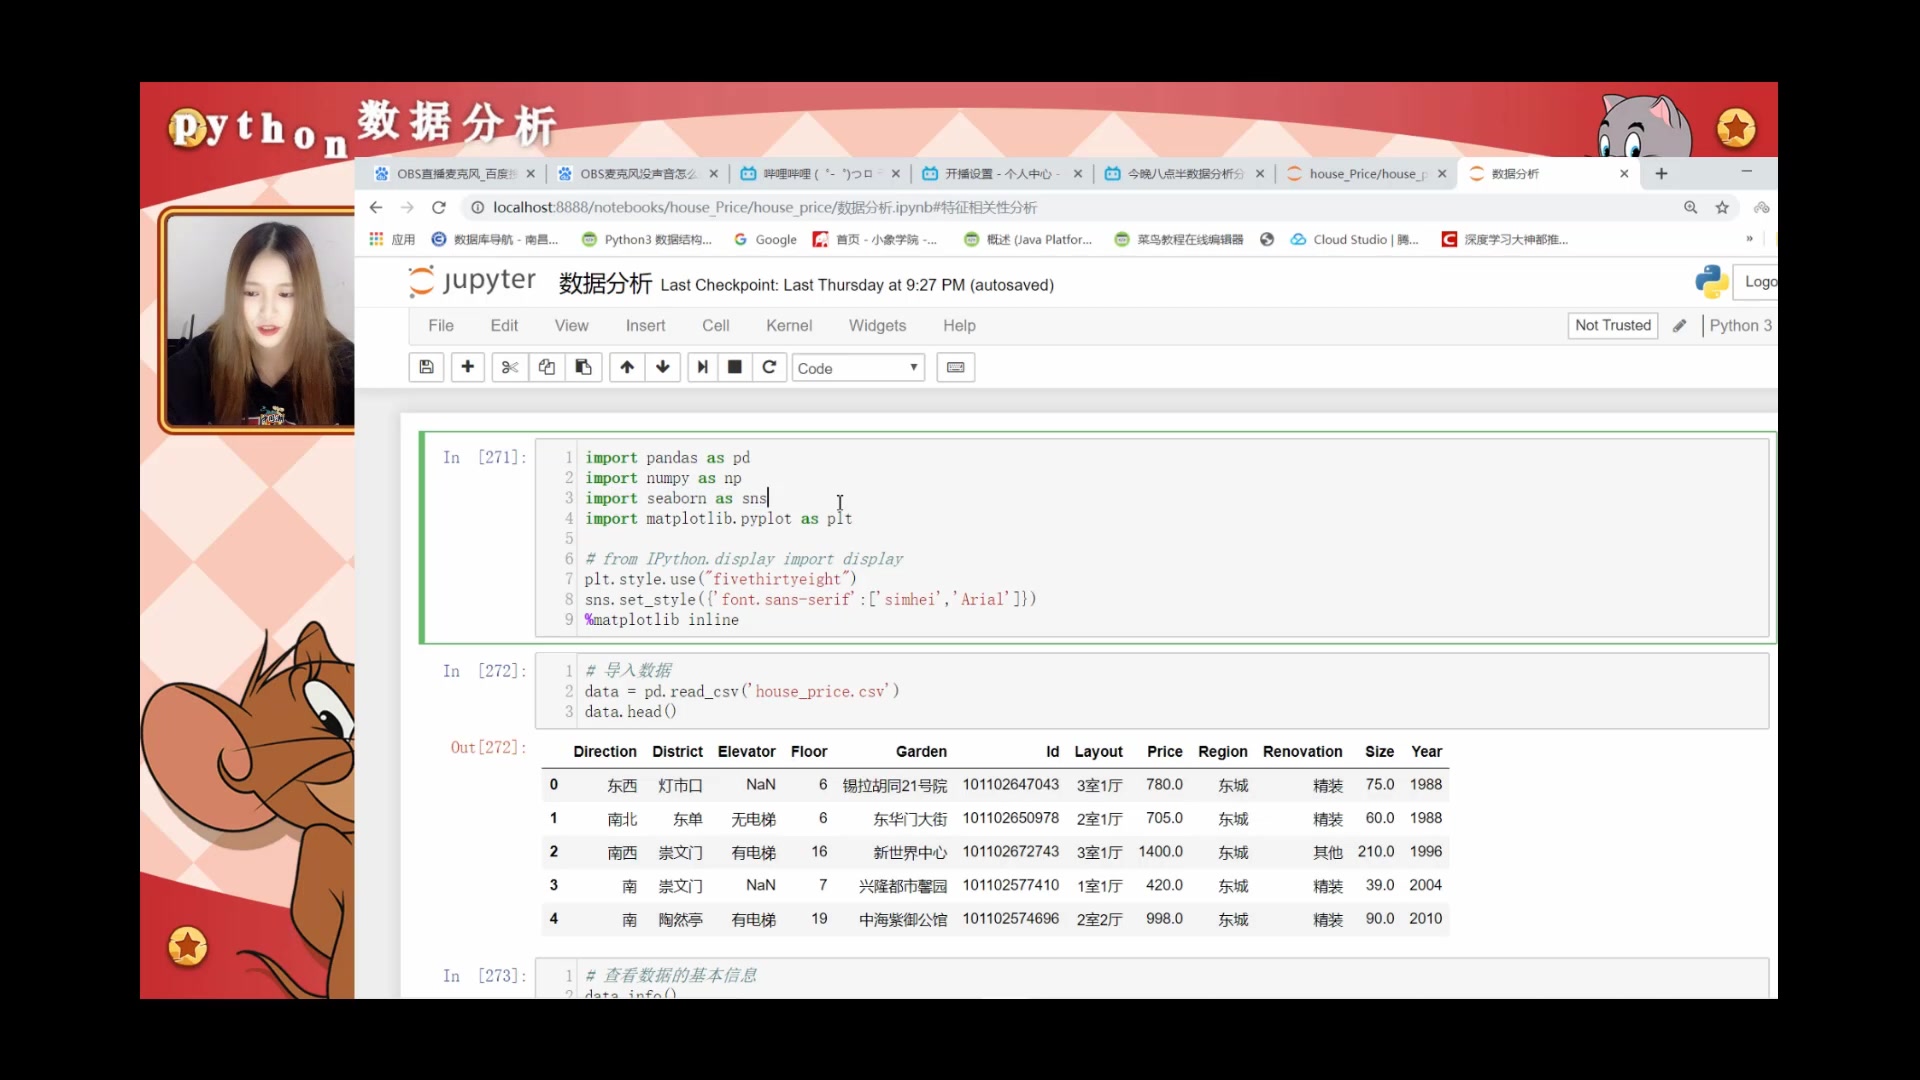 python 数据分析
OBS直播麦克风_百度 OBS麦克风没声音怎么 哔哩哔哩 (゜-゜)つロ 开播设置 - 个人中心 - 今晚八点半数据分析分 house_Price/house_p 数据分析
localhost:8888/notebooks/house_Price/house_price/数据分析.ipynb#特征相关性分析
应用 数据库导航 - 南昌... Python3 数据结构... Google 首页 - 小象学院 -... 概述 (Java Platfor... 菜鸟教程在线编辑器 Cloud Studio | 腾... 深度学习大神都推... »
jupyter 数据分析 Last Checkpoint: Last Thursday at 9:27 PM (autosaved) Logo
File Edit View Insert Cell Kernel Widgets Help Not Trusted Python 3
Code
In [271]:
1 import pandas as pd
2 import numpy as np
3 import seaborn as sns
4 import matplotlib.pyplot as plt
5
6 # from IPython.display import display
7 plt.style.use("fivethirtyeight")
8 sns.set_style({'font.sans-serif':['simhei','Arial']})
9 %matplotlib inline
In [272]:
1 # 导入数据
2 data = pd.read_csv('house_price.csv')
3 data.head()
Out[272]:
Direction District Elevator Floor Garden Id Layout Price Region Renovation Size Year
0 东西 灯市口 NaN 6 锡拉胡同21号院 101102647043 3室1厅 780.0 东城 精装 75.0 1988
1 南北 东单 无电梯 6 东华门大街 101102650978 2室1厅 705.0 东城 精装 60.0 1988
2 南西 崇文门 有电梯 16 新世界中心 101102672743 3室1厅 1400.0 东城 其他 210.0 1996
3 南 崇文门 NaN 7 兴隆都市馨园 101102577410 1室1厅 420.0 东城 精装 39.0 2004
4 南 陶然亭 有电梯 19 中海紫御公馆 101102574696 2室2厅 998.0 东城 精装 90.0 2010
In [273]:
1 # 查看数据的基本信息
2 data.info()